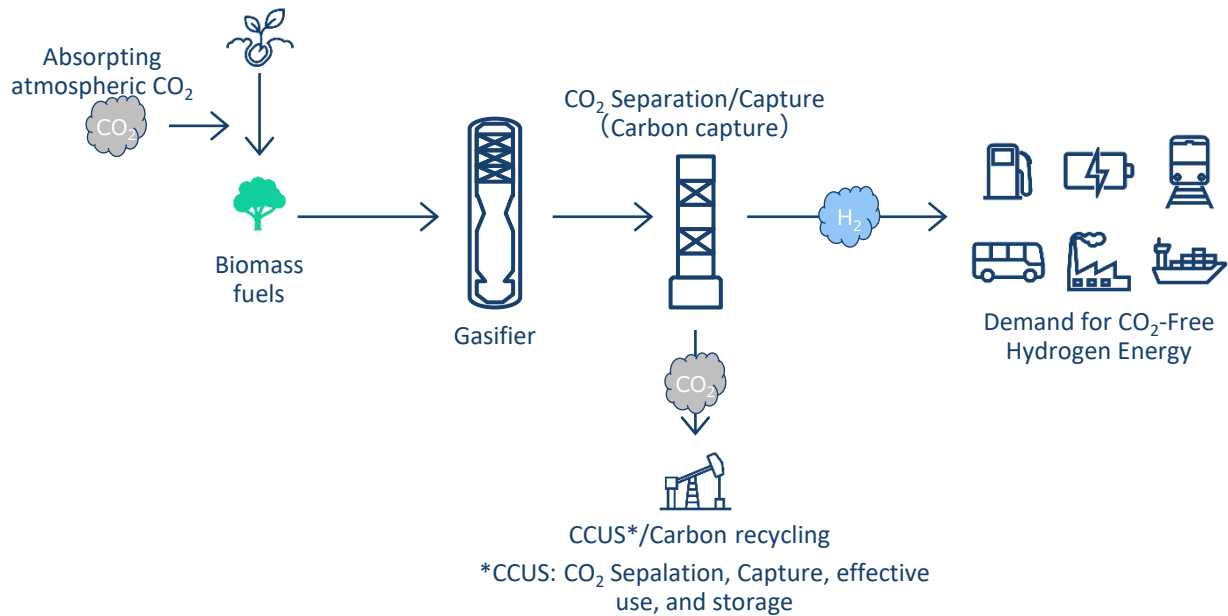 Absorpting
atmospheric CO₂
CO₂
Biomass
fuels
Gasifier
CO₂ Separation/Capture
（Carbon capture）
H₂
Demand for CO₂-Free
Hydrogen Energy
CO₂
CCUS*/Carbon recycling
*CCUS: CO₂ Sepalation, Capture, effective
use, and storage